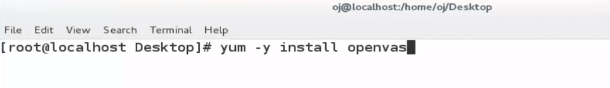 oj@localhost:/home/oj/Desktop
File Edit View Search Terminal Help
[root@localhost Desktop]# yum -y install openvas